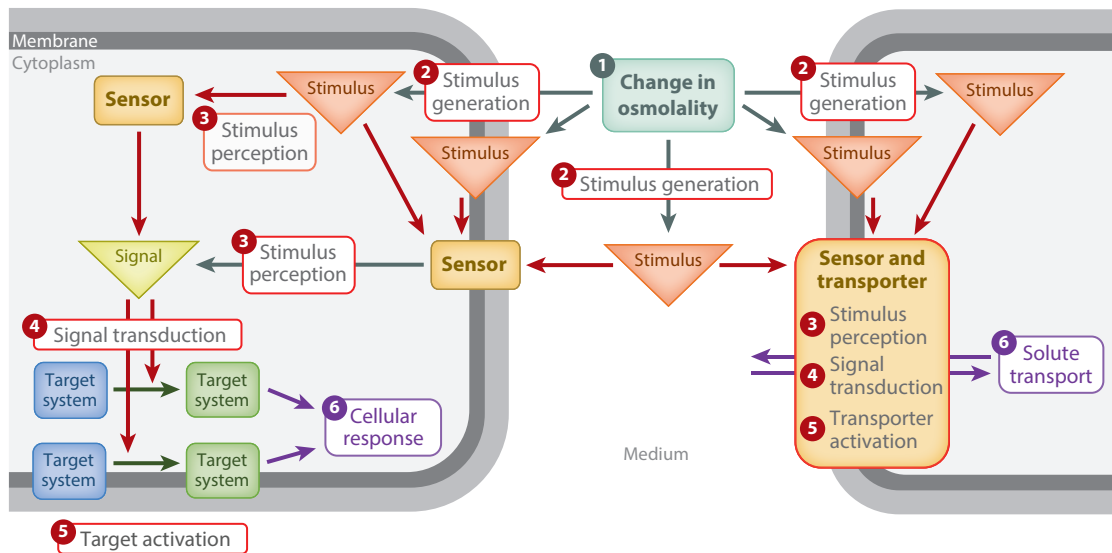 Membrane
Cytoplasm
Sensor
3 Stimulus
perception
Stimulus
2 Stimulus
generation
Stimulus
1 Change in
osmolality
2 Stimulus
generation
Stimulus
Stimulus
2 Stimulus generation
Signal
3 Stimulus
perception
Sensor
Stimulus
Sensor and
transporter
3 Stimulus
perception
4 Signal
transduction
5 Transporter
activation
6 Solute
transport
4 Signal transduction
Target
system
Target
system
6 Cellular
response
Target
system
Target
system
Medium
5 Target activation